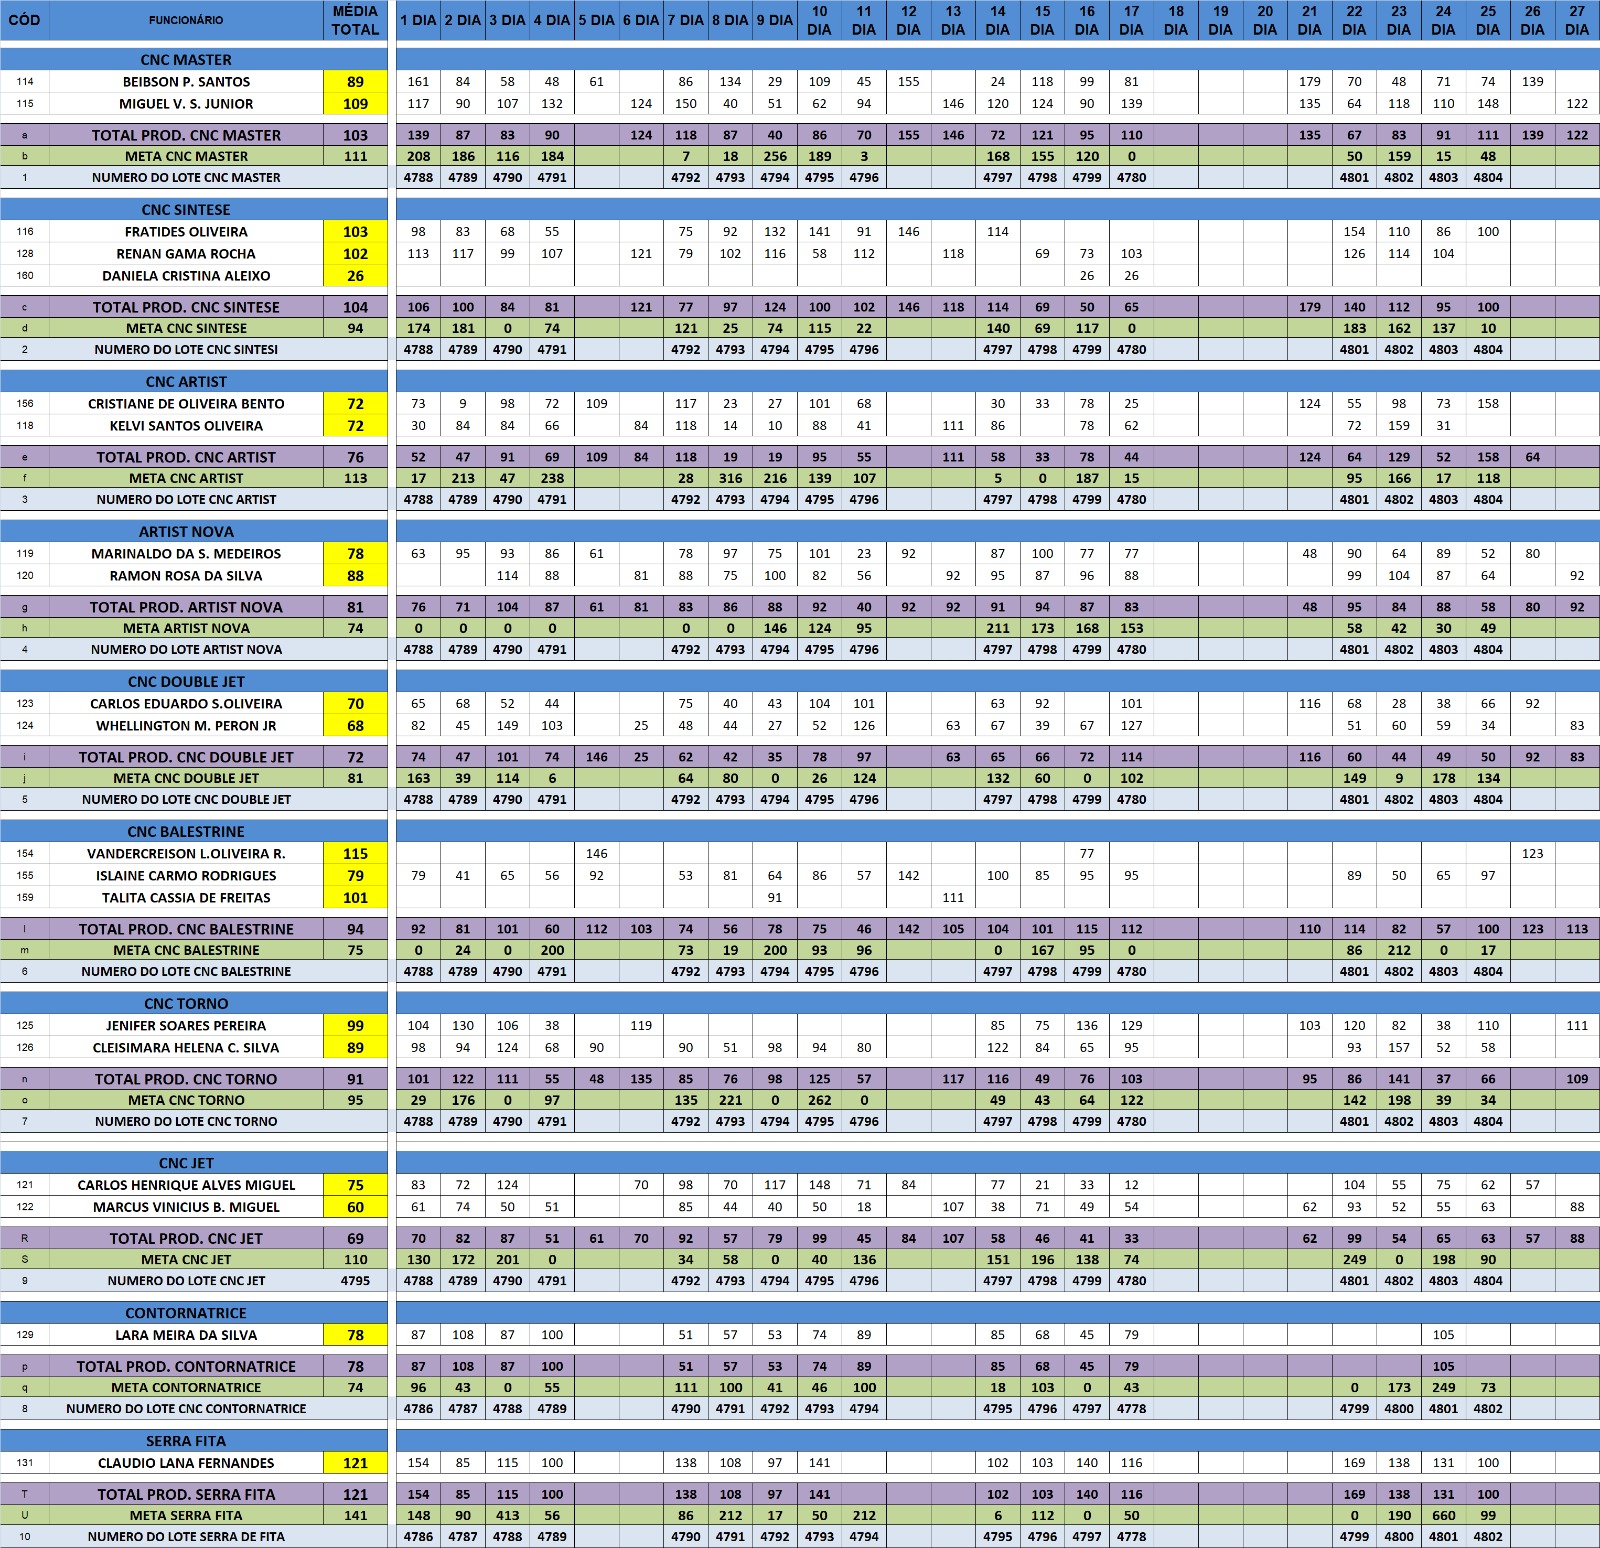 CÓD FUNCIONÁRIO MÉDIA TOTAL 1 DIA 2 DIA 3 DIA 4 DIA 5 DIA 6 DIA 7 DIA 8 DIA 9 DIA 10 DIA 11 DIA 12 DIA 13 DIA 14 DIA 15 DIA 16 DIA 17 DIA 18 DIA 19 DIA 20 DIA 21 DIA 22 DIA 23 DIA 24 DIA 25 DIA 26 DIA 27 DIA
CNC MASTER
114 BEIBSON P. SANTOS 89 161 84 58 48 61 86 134 29 109 45 155 24 118 99 81 179 70 48 71 74 139
115 MIGUEL V. S. JUNIOR 109 117 90 107 132 124 150 40 51 62 94 146 120 124 90 139 135 64 118 110 148 122
a TOTAL PROD. CNC MASTER 103 139 87 83 90 124 118 87 40 86 70 155 146 72 121 95 110 135 67 83 91 111 139 122
b META CNC MASTER 111 208 186 116 184 7 18 256 189 3 168 155 120 0 50 159 15 48
1 NUMERO DO LOTE CNC MASTER 4788 4789 4790 4791 4792 4793 4794 4795 4796 4797 4798 4799 4780 4801 4802 4803 4804
CNC SINTESE
116 FRATIDES OLIVEIRA 103 98 83 68 55 75 92 132 141 91 146 114 154 110 86 100
128 RENAN GAMA ROCHA 102 113 117 99 107 121 79 102 116 58 112 118 69 73 103 126 114 104
160 DANIELA CRISTINA ALEIXO 26 26 26
c TOTAL PROD. CNC SINTESE 104 106 100 84 81 121 77 97 124 100 102 146 118 114 69 50 65 179 140 112 95 100
d META CNC SINTESE 94 174 181 0 74 121 25 74 115 22 140 69 117 0 183 162 137 10
2 NUMERO DO LOTE CNC SINTESI 4788 4789 4790 4791 4792 4793 4794 4795 4796 4797 4798 4799 4780 4801 4802 4803 4804
CNC ARTIST
156 CRISTIANE DE OLIVEIRA BENTO 72 73 9 98 72 109 117 23 27 101 68 30 33 78 25 124 55 98 73 158
118 KELVI SANTOS OLIVEIRA 72 30 84 84 66 84 118 14 10 88 41 111 86 78 62 72 159 31
e TOTAL PROD. CNC ARTIST 76 52 47 91 69 109 84 118 19 19 95 55 111 58 33 78 44 124 64 129 52 158 64
f META CNC ARTIST 113 17 213 47 238 28 316 216 139 107 5 0 187 15 95 166 17 118
3 NUMERO DO LOTE CNC ARTIST 4788 4789 4790 4791 4792 4793 4794 4795 4796 4797 4798 4799 4780 4801 4802 4803 4804
ARTIST NOVA
119 MARINALDO DA S. MEDEIROS 78 63 95 93 86 61 78 97 75 101 23 92 87 100 77 77 48 90 64 89 52 80
120 RAMON ROSA DA SILVA 88 114 88 81 88 75 100 82 56 92 95 87 96 88 99 104 87 64 92
g TOTAL PROD. ARTIST NOVA 81 76 71 104 87 61 81 83 86 88 92 40 92 92 91 94 87 83 48 95 84 88 58 80 92
h META ARTIST NOVA 74 0 0 0 0 0 0 146 124 95 211 173 168 153 58 42 30 49
4 NUMERO DO LOTE ARTIST NOVA 4788 4789 4790 4791 4792 4793 4794 4795 4796 4797 4798 4799 4780 4801 4802 4803 4804
CNC DOUBLE JET
123 CARLOS EDUARDO S.OLIVEIRA 70 65 68 52 44 75 40 43 104 101 63 92 101 116 68 28 38 66 92
124 WHELLINGTON M. PERON JR 68 82 45 149 103 25 48 44 27 52 126 63 67 39 67 127 51 60 59 34 83
i TOTAL PROD. CNC DOUBLE JET 72 74 47 101 74 146 25 62 42 35 78 97 63 65 66 72 114 116 60 44 49 50 92 83
j META CNC DOUBLE JET 81 163 39 114 6 64 80 0 26 124 132 60 0 102 149 9 178 134
5 NUMERO DO LOTE CNC DOUBLE JET 4788 4789 4790 4791 4792 4793 4794 4795 4796 4797 4798 4799 4780 4801 4802 4803 4804
CNC BALESTRINE
154 VANDERCREISON L.OLIVEIRA R. 115 146 77 123
155 ISLAINE CARMO RODRIGUES 79 79 41 65 56 92 53 81 64 86 57 142 100 85 95 95 89 50 65 97
159 TALITA CASSIA DE FREITAS 101 91 111
l TOTAL PROD. CNC BALESTRINE 94 92 81 101 60 112 103 74 56 78 75 46 142 105 104 101 115 112 110 114 82 57 100 123 113
m META CNC BALESTRINE 75 0 24 0 200 73 19 200 93 96 0 167 95 0 86 212 0 17
6 NUMERO DO LOTE CNC BALESTRINE 4788 4789 4790 4791 4792 4793 4794 4795 4796 4797 4798 4799 4780 4801 4802 4803 4804
CNC TORNO
125 JENIFER SOARES PEREIRA 99 104 130 106 38 119 85 75 136 129 103 120 82 38 110 111
126 CLEISIMARA HELENA C. SILVA 89 98 94 124 68 90 90 51 98 94 80 122 84 65 95 93 157 52 58
n TOTAL PROD. CNC TORNO 91 101 122 111 55 48 135 85 76 98 125 57 117 116 49 76 103 95 86 141 37 66 109
o META CNC TORNO 95 29 176 0 97 135 221 0 262 0 49 43 64 122 142 198 39 34
7 NUMERO DO LOTE CNC TORNO 4788 4789 4790 4791 4792 4793 4794 4795 4796 4797 4798 4799 4780 4801 4802 4803 4804
CNC JET
121 CARLOS HENRIQUE ALVES MIGUEL 75 83 72 124 70 98 70 117 148 71 84 77 21 33 12 104 55 75 62 57
122 MARCUS VINICIUS B. MIGUEL 60 61 74 50 51 85 44 40 50 18 107 38 71 49 54 62 93 52 55 63 88
R TOTAL PROD. CNC JET 69 70 82 87 51 61 70 92 57 79 99 45 84 107 58 46 41 33 62 99 54 65 63 57 88
S META CNC JET 110 130 172 201 0 34 58 0 40 136 151 196 138 74 249 0 198 90
9 NUMERO DO LOTE CNC JET 4795 4788 4789 4790 4791 4792 4793 4794 4795 4796 4797 4798 4799 4780 4801 4802 4803 4804
CONTORNATRICE
129 LARA MEIRA DA SILVA 78 87 108 87 100 51 57 53 74 89 85 68 45 79 105
p TOTAL PROD. CONTORNATRICE 78 87 108 87 100 51 57 53 74 89 85 68 45 79 105
q META CONTORNATRICE 74 96 43 0 55 111 100 41 46 100 18 103 0 43 0 173 249 73
8 NUMERO DO LOTE CNC CONTORNATRICE 4786 4787 4788 4789 4790 4791 4792 4793 4794 4795 4796 4797 4778 4799 4800 4801 4802
SERRA FITA
131 CLAUDIO LANA FERNANDES 121 154 85 115 100 138 108 97 141 102 103 140 116 169 138 131 100
T TOTAL PROD. SERRA FITA 121 154 85 115 100 138 108 97 141 102 103 140 116 169 138 131 100
U META SERRA FITA 141 148 90 413 56 86 212 17 50 212 6 112 0 50 0 190 660 99
10 NUMERO DO LOTE SERRA DE FITA 4786 4787 4788 4789 4790 4791 4792 4793 4794 4795 4796 4797 4778 4799 4800 4801 4802